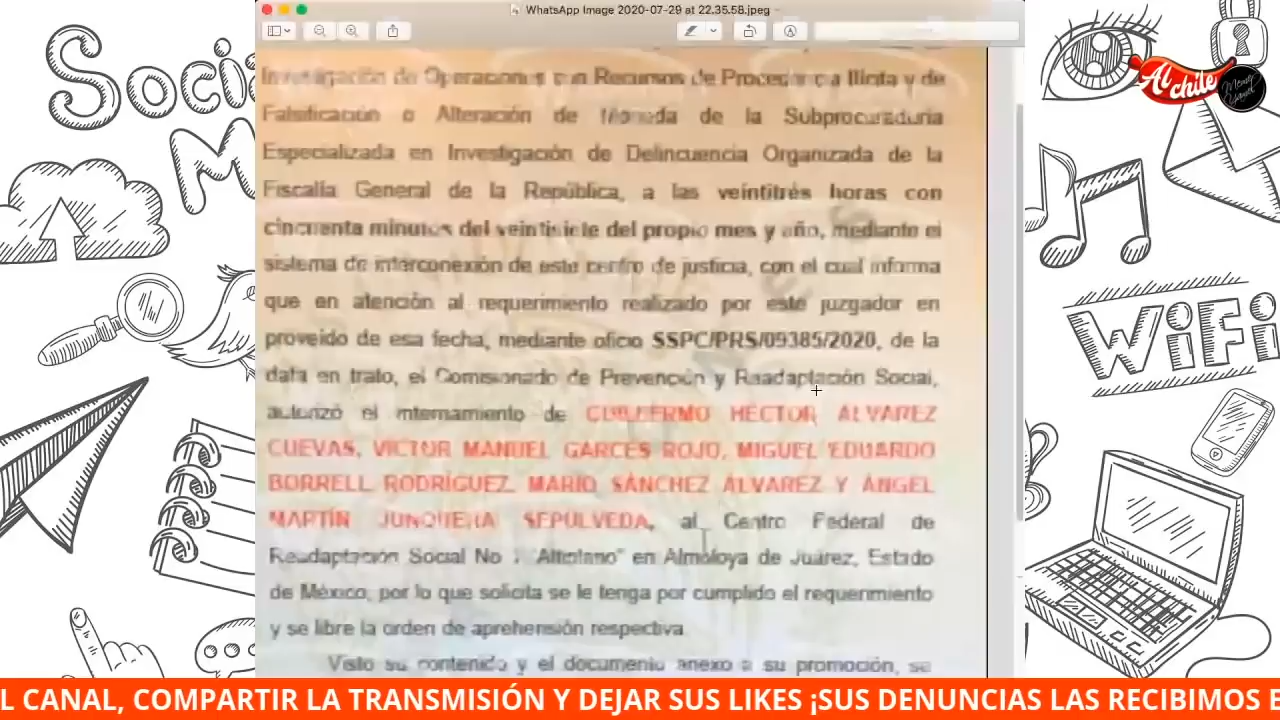 WhatsApp Image 2020-07-29 at 22.35.58.jpeg
Social
M
Al chile
WiFi
Investigación de Operaciones con Recursos de Procedencia Ilícita y de
Falsificación o Alteración de Moneda de la Subprocuraduría
Especializada en Investigación de Delincuencia Organizada de la
Fiscalía General de la República, a las veintitrés horas con
cincuenta minutos del veintisiete del propio mes y año, mediante el
sistema de interconexión de este centro de justicia, con el cual informa
que en atención al requerimiento realizado por este juzgador en
proveído de esa fecha, mediante oficio SSPC/PRS/09385/2020, de la
data en trato, el Comisionado de Prevención y Readaptación Social,
autorizó el internamiento de GUILLERMO HÉCTOR ÁLVAREZ
CUEVAS, VÍCTOR MANUEL GARCÉS ROJO, MIGUEL EDUARDO
BORRELL RODRÍGUEZ, MARIO SÁNCHEZ ÁLVAREZ Y ÁNGEL
MARTÍN JUNQUERA SEPÚLVEDA, al Centro Federal de
Readaptación Social No 1 "Altiplano" en Almoloya de Juárez, Estado
de México, por lo que solicita se le tenga por cumplido el requerimiento
y se libre la orden de aprehensión respectiva.
Visto su contenido y el documento anexo a su promoción, se
L CANAL, COMPARTIR LA TRANSMISIÓN Y DEJAR SUS LIKES ¡SUS DENUNCIAS LAS RECIBIMOS E